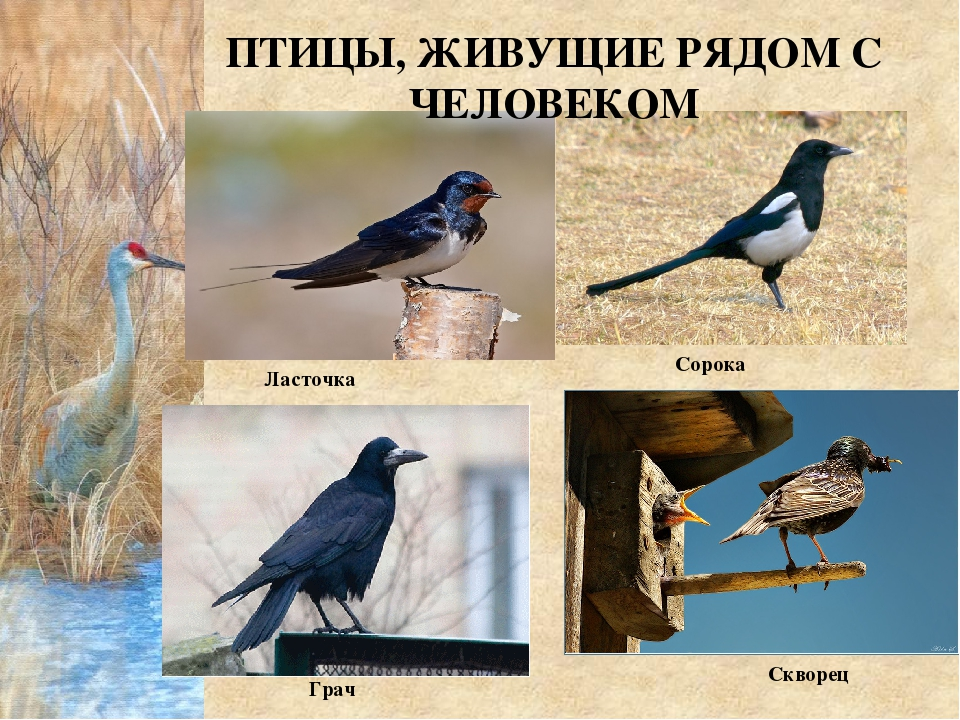 ПТИЦЫ, ЖИВУЩИЕ РЯДОМ С
ЧЕЛОВЕКОМ
Ласточка
Сорока
Грач
Скворец